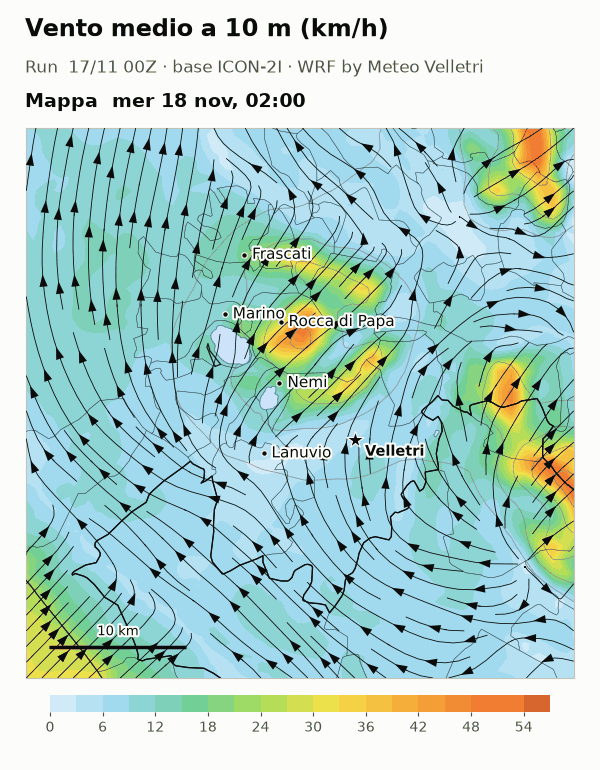 Vento medio a 10 m (km/h)
Run 17/11 00Z · base ICON-2I · WRF by Meteo Velletri
Mappa mer 18 nov, 02:00
Frascati
Marino
Rocca di Papa
Nemi
Velletri
Lanuvio
10 km
0 6 12 18 24 30 36 42 48 54